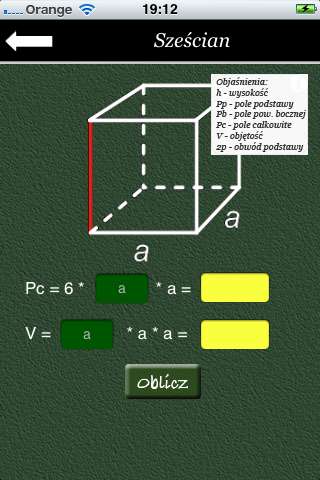 Orange 19:12
Sześcian
Objaśnienia:
h - wysokość
Pp - pole podstawy
Pb - pole pow. bocznej
Pc - pole całkowite
V - objętość
2p - obwód podstawy
a
a
Pc = 6 * a * a =
V = a * a * a =
Oblicz